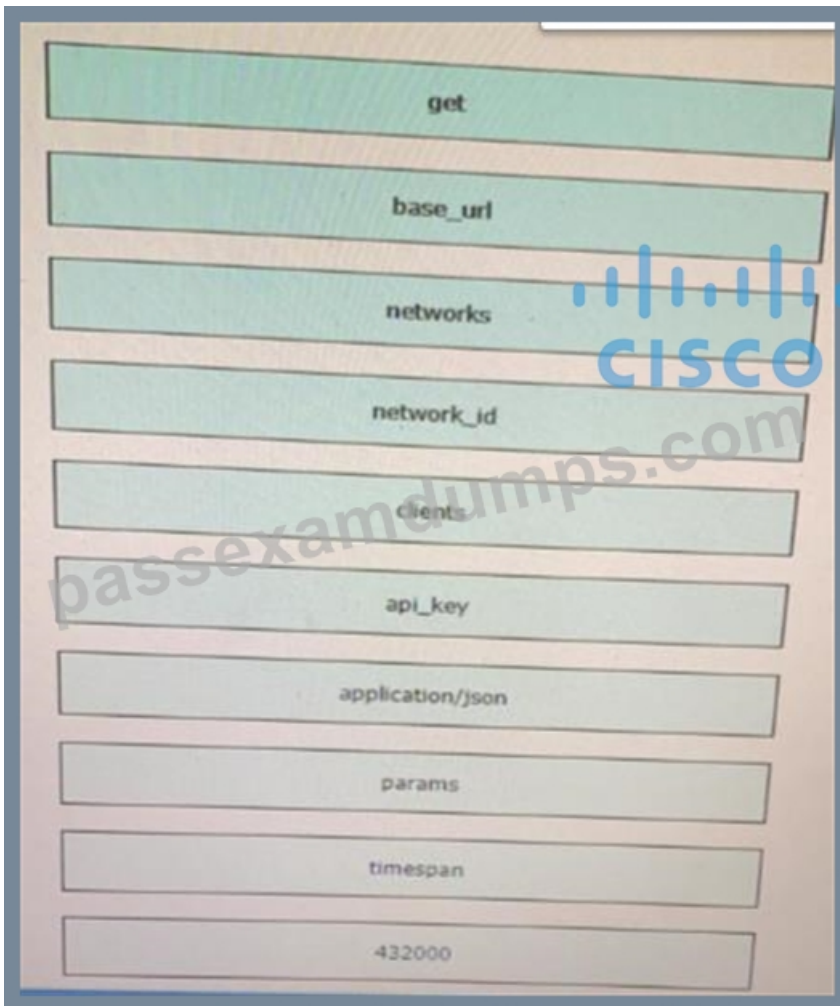 get
base_url
networks
CISCO
network_id
clients
passexamdumps.com
api_key
application/json
params
timespan
432000